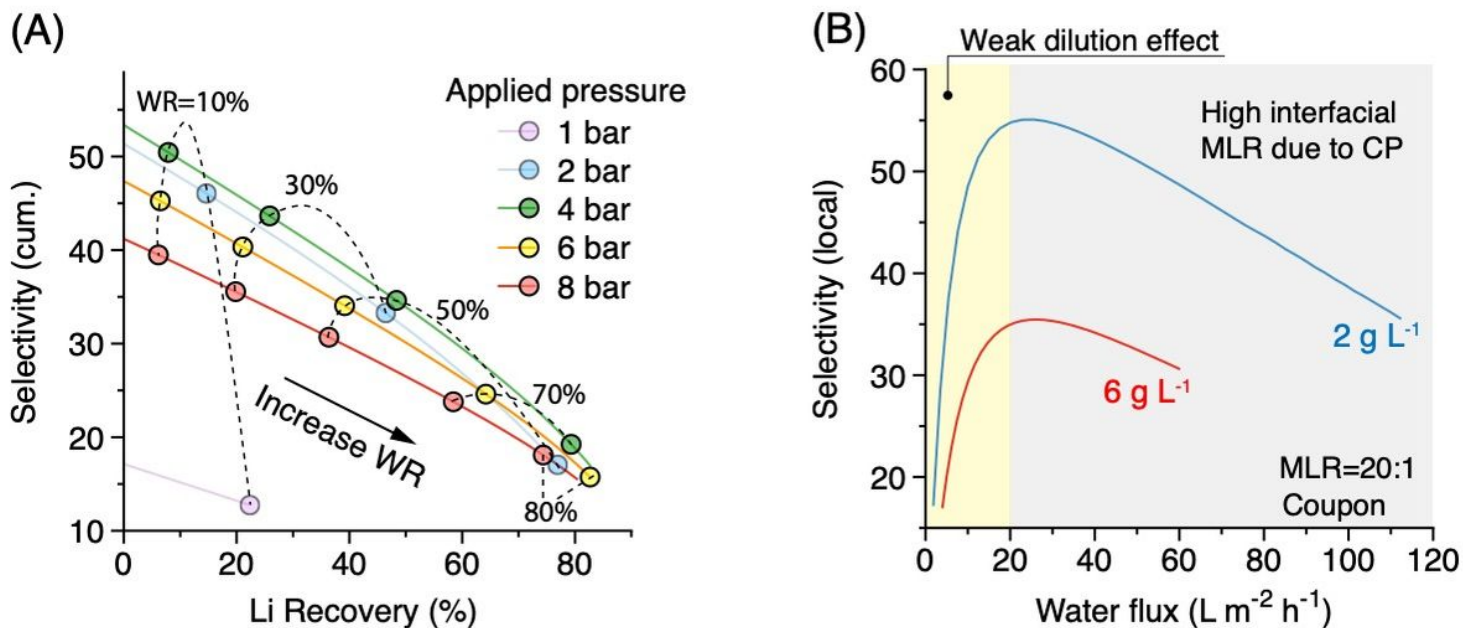 (A)
WR=10%
30%
50%
70%
80%
Increase WR
Applied pressure
1 bar
2 bar
4 bar
6 bar
8 bar
50
40
30
20
10
0 20 40 60 80
Selectivity (cum.)
Li Recovery (%)
(B)
Weak dilution effect
High interfacial
MLR due to CP
2 g L⁻¹
6 g L⁻¹
MLR=20:1
Coupon
60
50
40
30
20
0 20 40 60 80 100 120
Selectivity (local)
Water flux (L m⁻² h⁻¹)